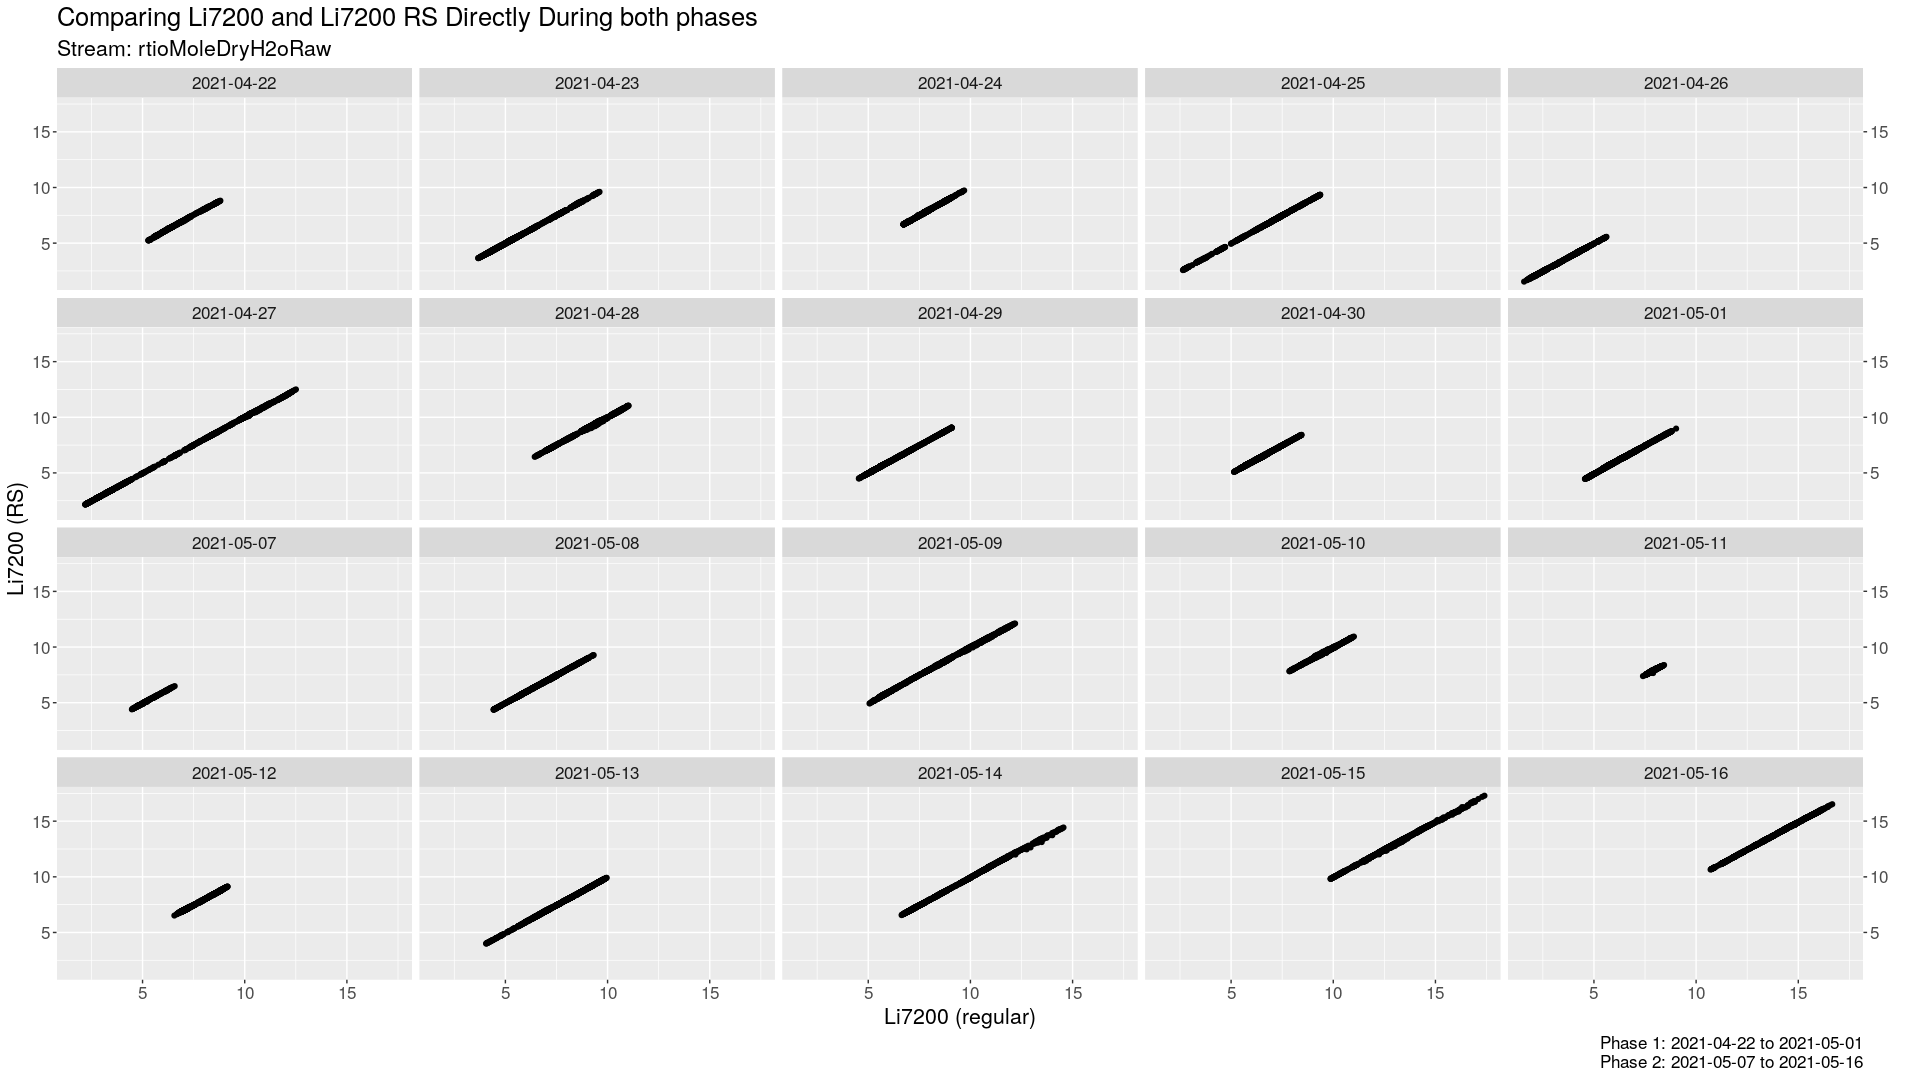 Comparing Li7200 and Li7200 RS Directly During both phases
Stream: rtioMoleDryH2oRaw
2021-04-22 2021-04-23 2021-04-24 2021-04-25 2021-04-26
15 15
10 10
5 5
2021-04-27 2021-04-28 2021-04-29 2021-04-30 2021-05-01
15 15
10 10
5 5
Li7200 (RS)
2021-05-07 2021-05-08 2021-05-09 2021-05-10 2021-05-11
15 15
10 10
5 5
2021-05-12 2021-05-13 2021-05-14 2021-05-15 2021-05-16
15 15
10 10
5 5
5 10 15 5 10 15 5 10 15 5 10 15 5 10 15
Li7200 (regular)
Phase 1: 2021-04-22 to 2021-05-01
Phase 2: 2021-05-07 to 2021-05-16